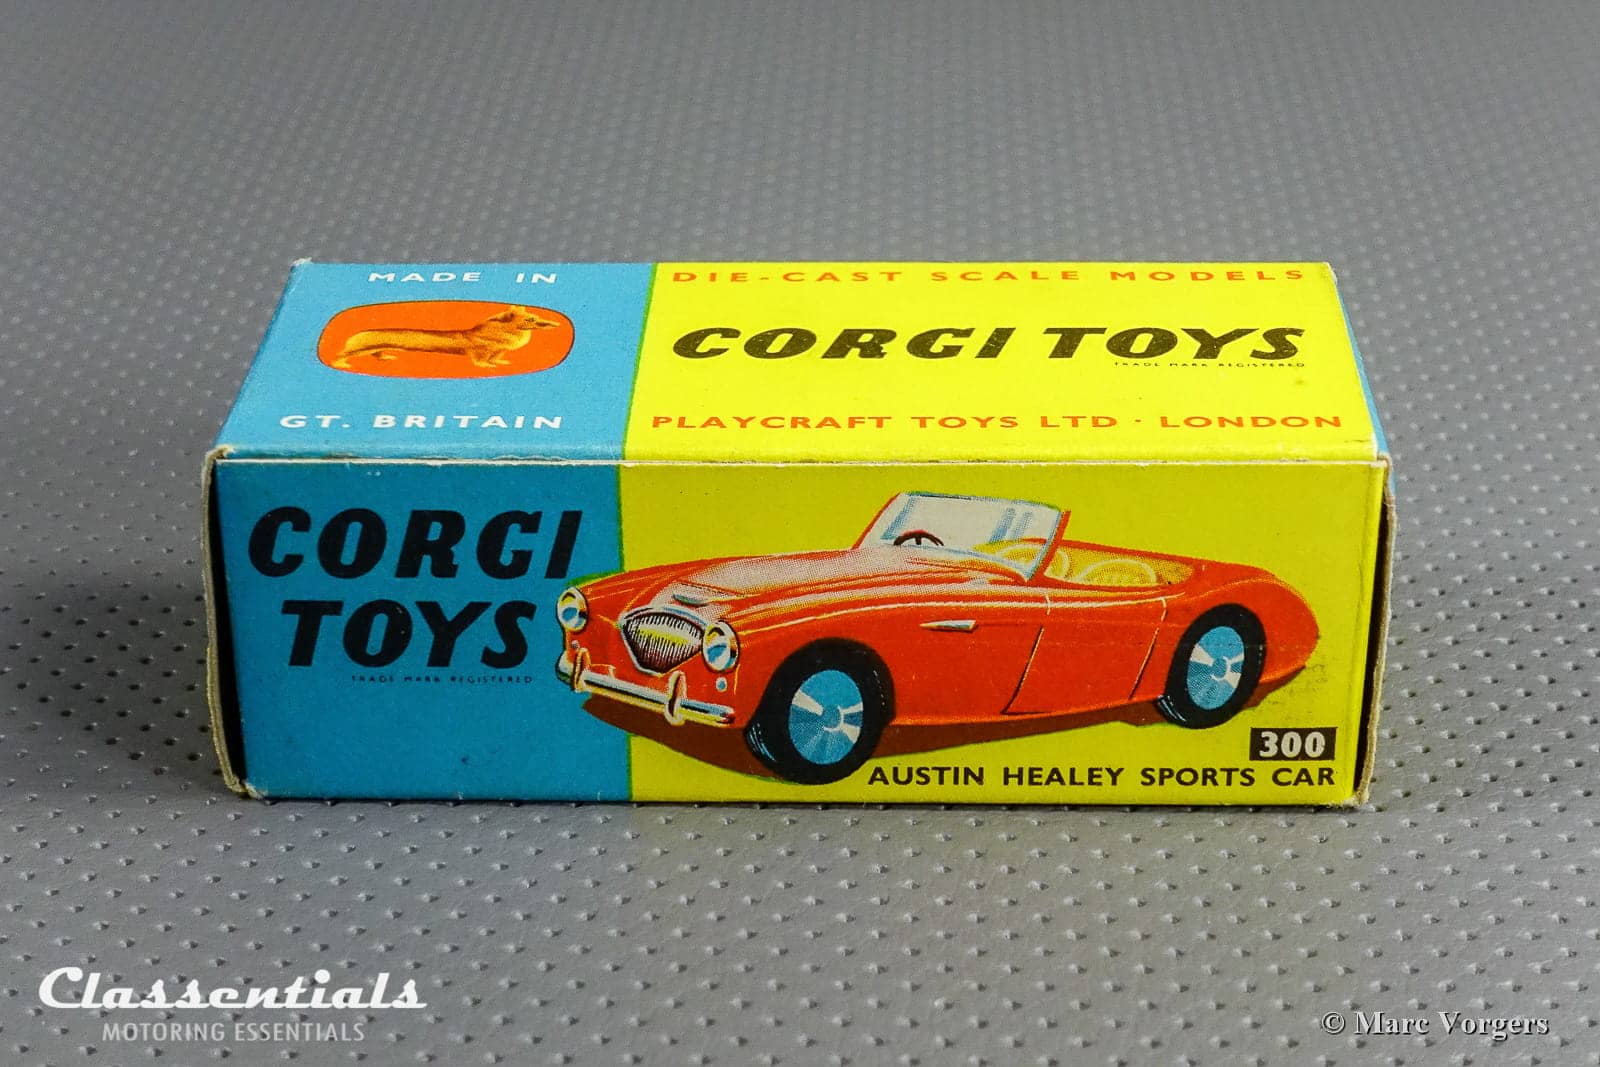 MADE IN
GT. BRITAIN
DIE-CAST SCALE MODELS
CORGI TOYS
TRADE MARK REGISTERED
PLAYCRAFT TOYS LTD · LONDON
CORGI
TOYS
TRADE MARK REGISTERED
300
AUSTIN HEALEY SPORTS CAR
Classentials
MOTORING ESSENTIALS
© Marc Vorgers